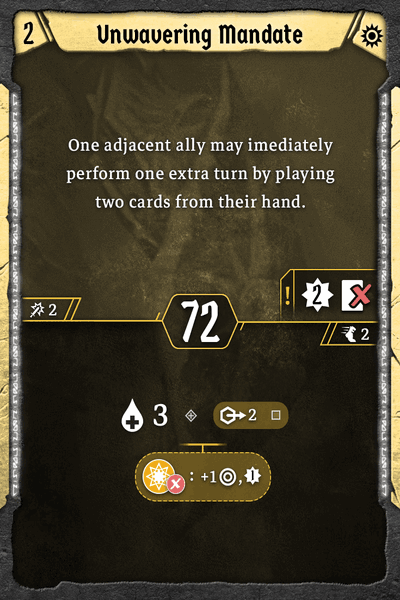 2 Unwavering Mandate
One adjacent ally may imediately
perform one extra turn by playing
two cards from their hand.
! 2
2
72
2
3 2
: +1 , 1